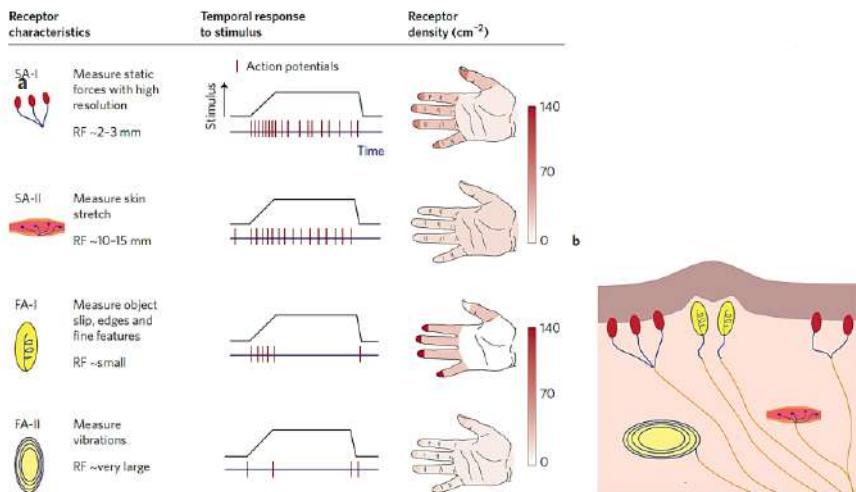 Receptor characteristics
Temporal response to stimulus
Receptor density (cm⁻²)
SA-I
a
Measure static
forces with high
resolution
RF ~2–3 mm
Action potentials
Stimulus
Time
140
70
0
SA-II
Measure skin
stretch
RF ~10–15 mm
b
FA-I
Measure object
slip, edges and
fine features
RF ~small
140
70
0
FA-II
Measure
vibrations
RF ~very large